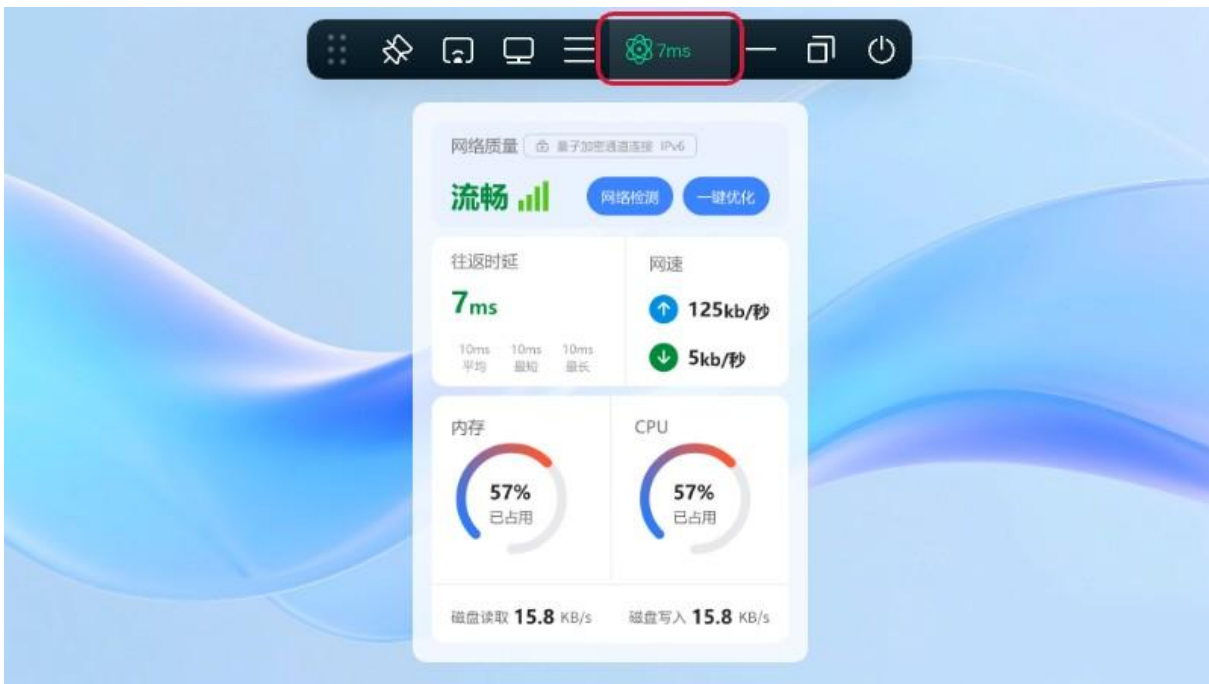 7ms
网络质量 量子加密通道连接 IPv6
流畅 网络检测 一键优化
往返时延
7ms
10ms 10ms 10ms
平均 最短 最长
网速
125kb/秒
5kb/秒
内存
57%
已占用
CPU
57%
已占用
磁盘读取 15.8 KB/s 磁盘写入 15.8 KB/s